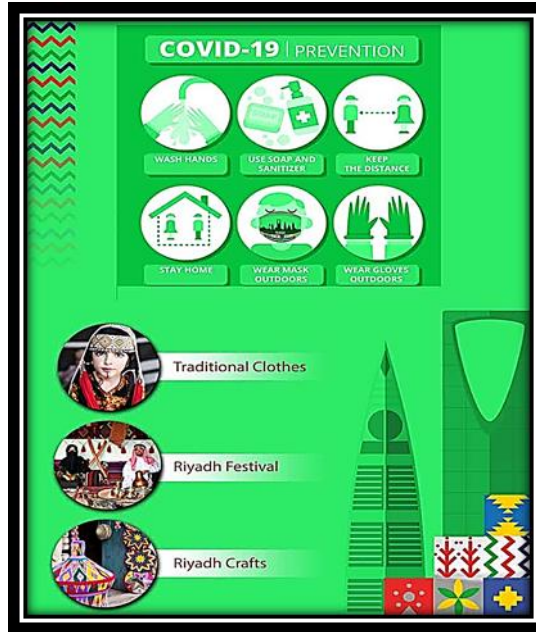 COVID-19 | PREVENTION
WASH HANDS
USE SOAP AND
SANITIZER
KEEP
THE DISTANCE
STAY HOME
WEAR MASK
OUTDOORS
WEAR GLOVES
OUTDOORS
Traditional Clothes
Riyadh Festival
Riyadh Crafts